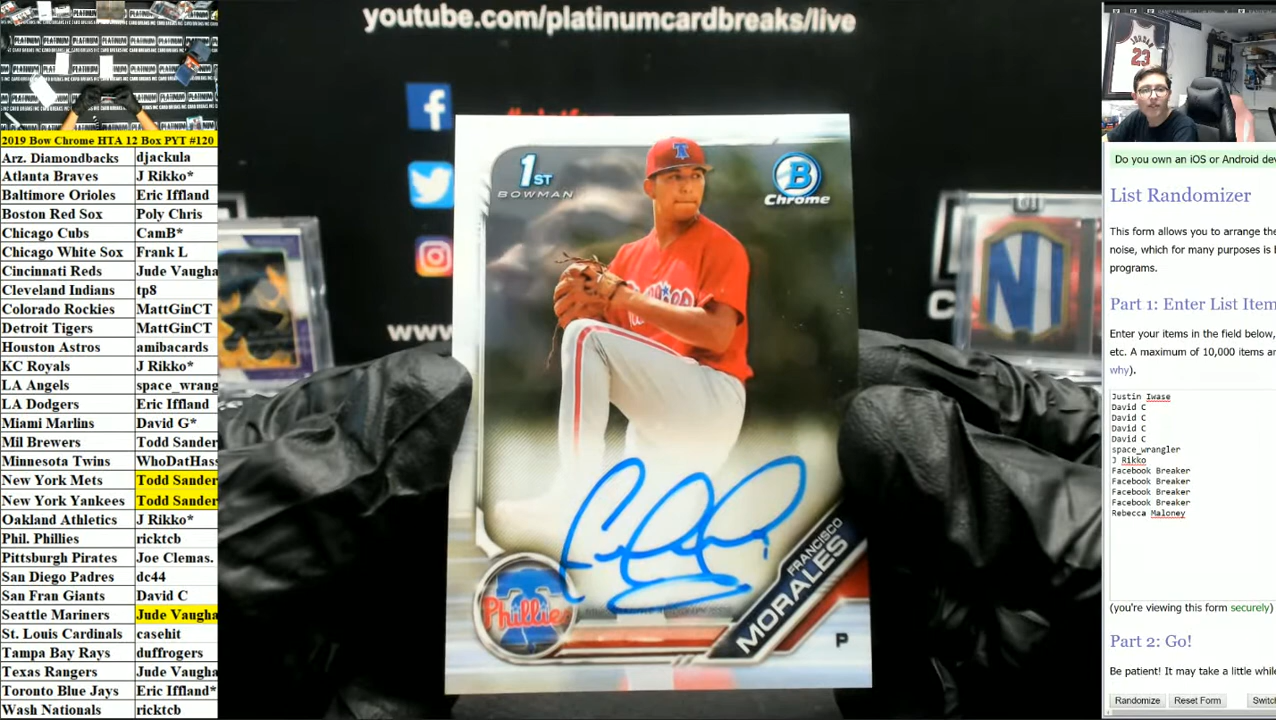 youtube.com/platinumcardbreaks/live
2019 Bow Chrome HTA 12 Box PYT #120
Arz. Diamondbacks djackula
Atlanta Braves J Rikko*
Baltimore Orioles Eric Iffland
Boston Red Sox Poly Chris
Chicago Cubs CamB*
Chicago White Sox Frank L
Cincinnati Reds Jude Vaugha
Cleveland Indians tp8
Colorado Rockies MattGinCT
Detroit Tigers MattGinCT
Houston Astros amibacards
KC Royals J Rikko*
LA Angels space_wrang
LA Dodgers Eric Iffland
Miami Marlins David G*
Mil Brewers Todd Sander
Minnesota Twins WhoDatHass
New York Mets Todd Sander
New York Yankees Todd Sander
Oakland Athletics J Rikko*
Phil. Phillies ricktcb
Pittsburgh Pirates Joe Clemas.
San Diego Padres dc44
San Fran Giants David C
Seattle Mariners Jude Vaugha
St. Louis Cardinals casehit
Tampa Bay Rays duffrogers
Texas Rangers Jude Vaugha
Toronto Blue Jays Eric Iffland*
Wash Nationals ricktcb
1ST
BOWMAN
B
Chrome
T
www
Phillies
FRANCISCO
MORALES
P
NI
JORDAN
23
Do you own an iOS or Android dev
List Randomizer
This form allows you to arrange the
noise, which for many purposes is
programs.
Part 1: Enter List Item
Enter your items in the field below,
etc. A maximum of 10,000 items ar
why).
Justin Iwase
David C
David C
David C
David C
space_wrangler
J Rikko
Facebook Breaker
Facebook Breaker
Facebook Breaker
Facebook Breaker
Rebecca Maloney
(you're viewing this form securely)
Part 2: Go!
Be patient! It may take a little while
Randomize Reset Form Switc